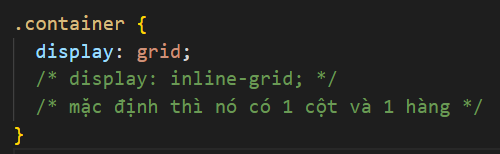 .container {
  display: grid;
  /* display: inline-grid; */
  /* mặc định thì nó có 1 cột và 1 hàng */
}